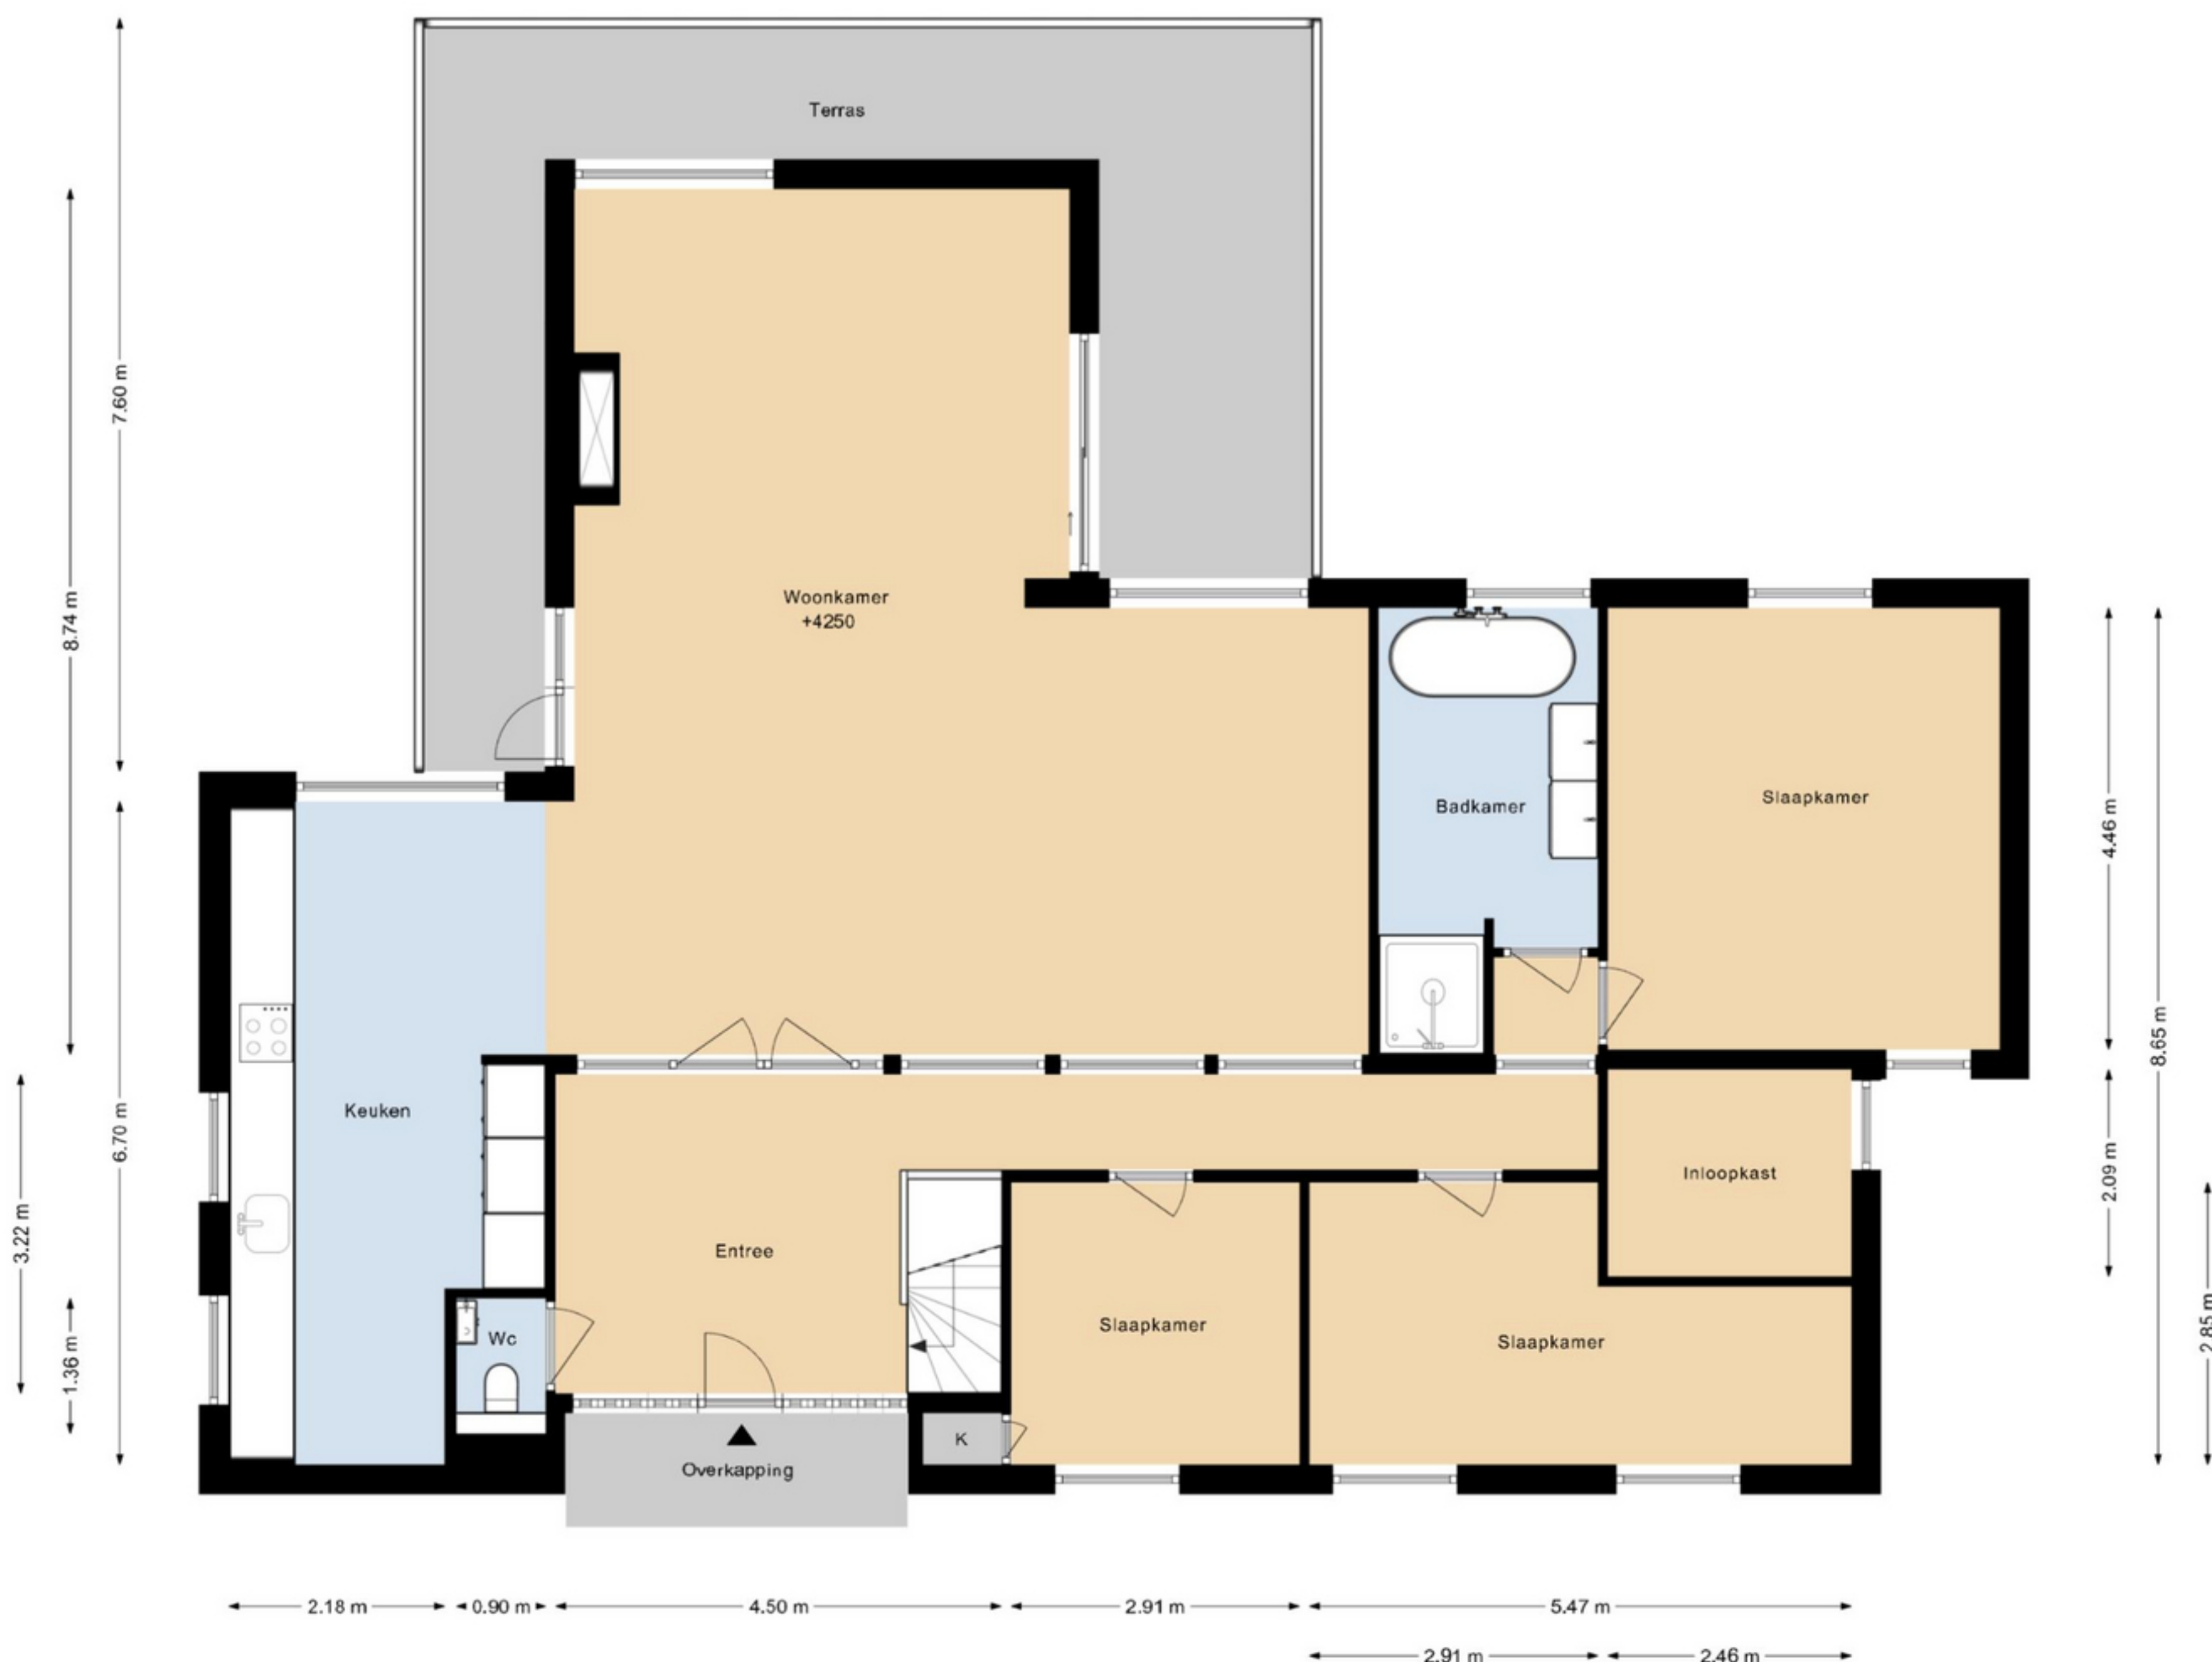 Terras
7.60 m
8.74 m
Woonkamer
+4250
Badkamer
Slaapkamer
4.46 m
8.65 m
Keuken
6.70 m
3.22 m
1.36 m
Inloopkast
2.09 m
2.85 m
Entree
Wc
Slaapkamer
Slaapkamer
K
Overkapping
2.18 m
0.90 m
4.50 m
2.91 m
5.47 m
2.91 m
2.46 m